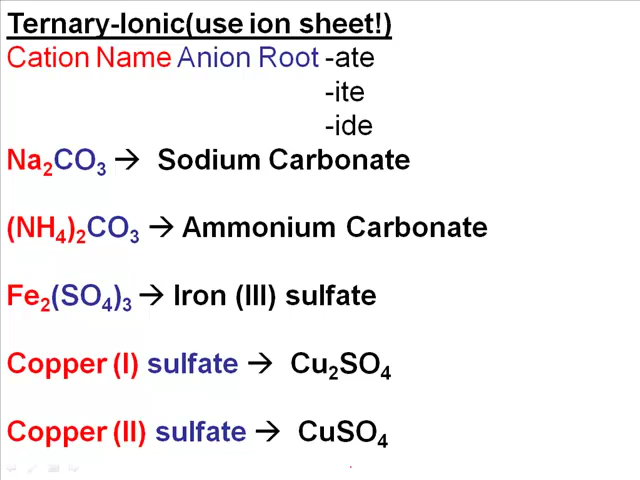 Ternary-Ionic(use ion sheet!)
Cation Name Anion Root -ate
-ite
-ide
Na₂CO₃ → Sodium Carbonate
(NH₄)₂CO₃ → Ammonium Carbonate
Fe₂(SO₄)₃ → Iron (III) sulfate
Copper (I) sulfate → Cu₂SO₄
Copper (II) sulfate → CuSO₄